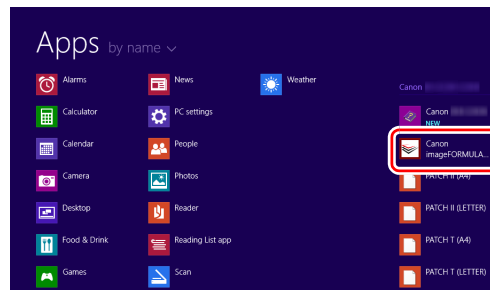 Apps by name
Alarms
Calculator
Calendar
Camera
Desktop
Food & Drink
Games
News
PC settings
People
Photos
Reader
Reading List app
Scan
Weather
Canon
Canon
NEW
Canon
imageFORMULA...
PATCH II (A4)
PATCH II (LETTER)
PATCH T (A4)
PATCH T (LETTER)